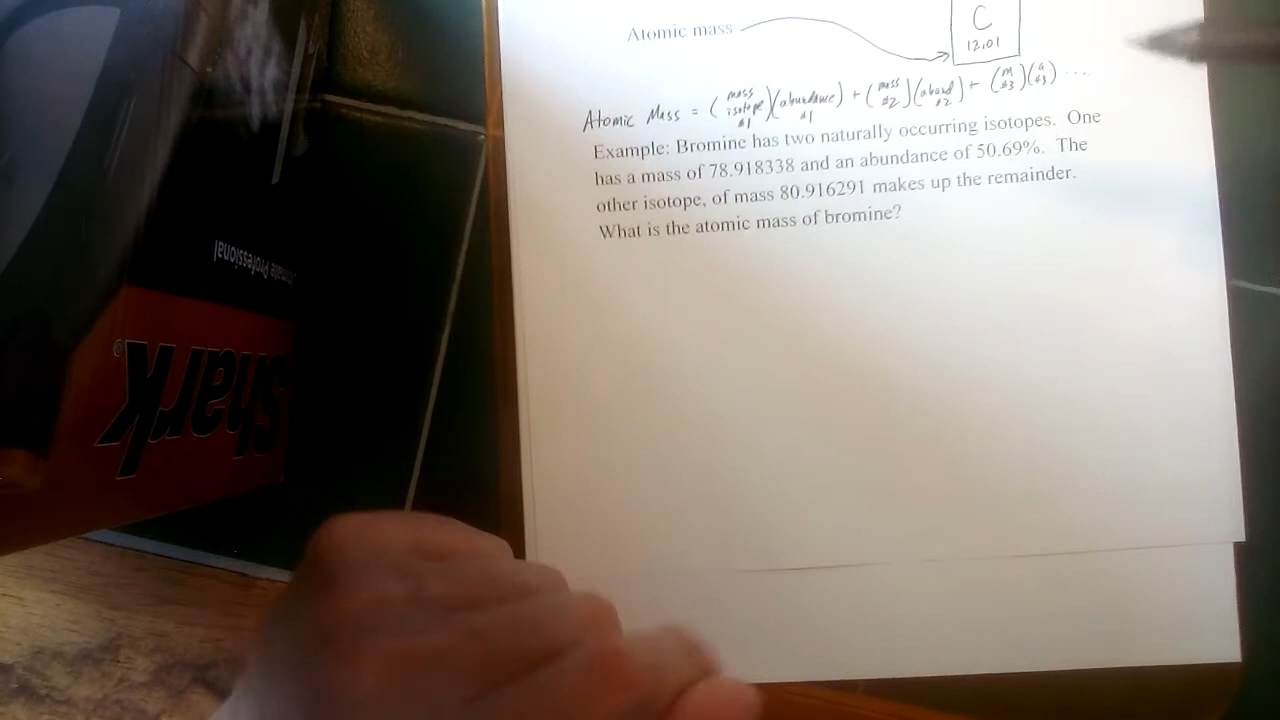 C
Atomic mass
12.01
Atomic Mass = (mass isotope #1)(abundance #1) + (mass #2)(abund #2) + (m #3)(a #3) ...
Example: Bromine has two naturally occurring isotopes. One
has a mass of 78.918338 and an abundance of 50.69%. The
other isotope, of mass 80.916291 makes up the remainder.
What is the atomic mass of bromine?
Professional
Shark®